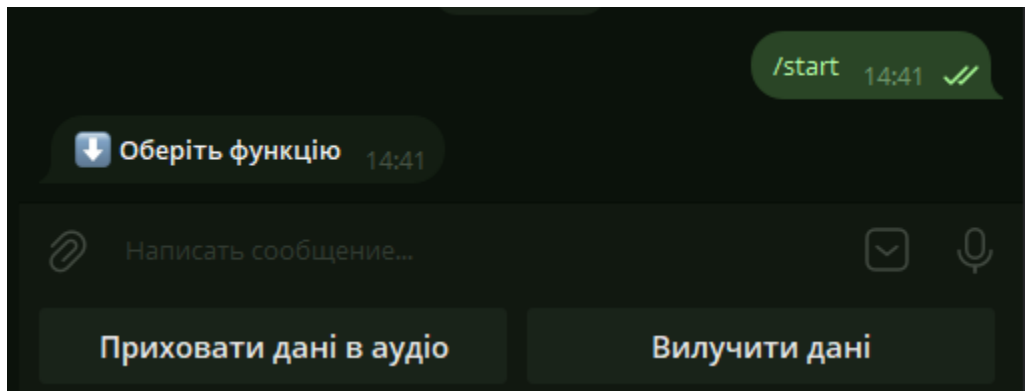 /start 14:41
Оберіть функцію 14:41
Написать сообщение...
Приховати дані в аудіо
Вилучити дані